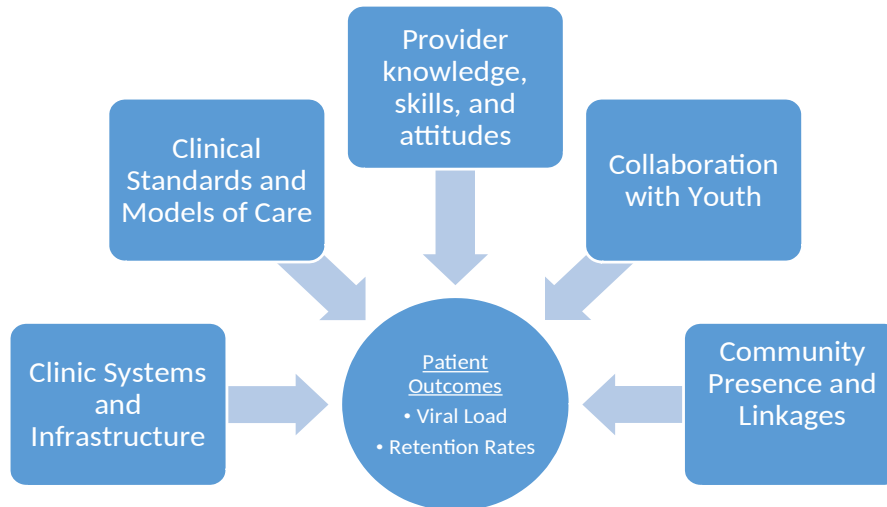 Provider
knowledge,
skills, and
attitudes
Clinical
Standards and
Models of Care
Collaboration
with Youth
Clinic Systems
and
Infrastructure
Patient
Outcomes
• Viral Load
• Retention Rates
Community
Presence and
Linkages